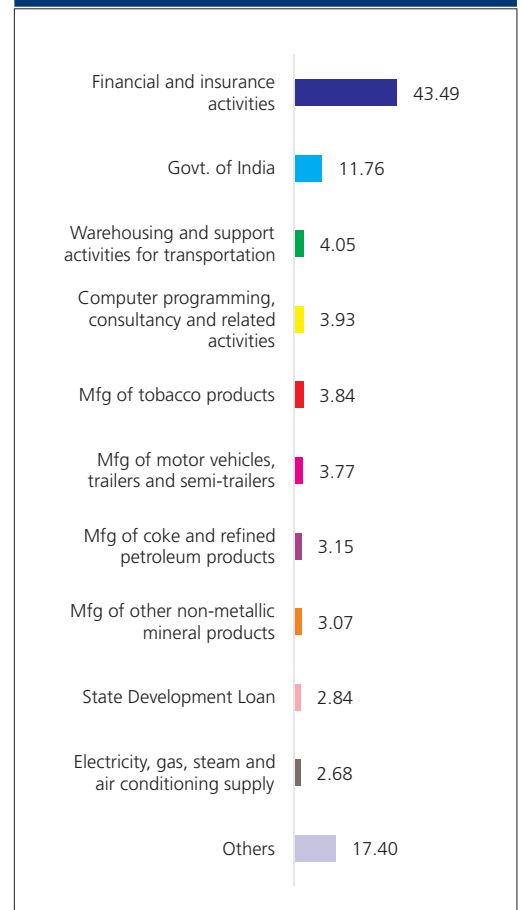 Financial and insurance
activities
43.49
Govt. of India
11.76
Warehousing and support
activities for transportation
4.05
Computer programming,
consultancy and related
activities
3.93
Mfg of tobacco products
3.84
Mfg of motor vehicles,
trailers and semi-trailers
3.77
Mfg of coke and refined
petroleum products
3.15
Mfg of other non-metallic
mineral products
3.07
State Development Loan
2.84
Electricity, gas, steam and
air conditioning supply
2.68
Others
17.40